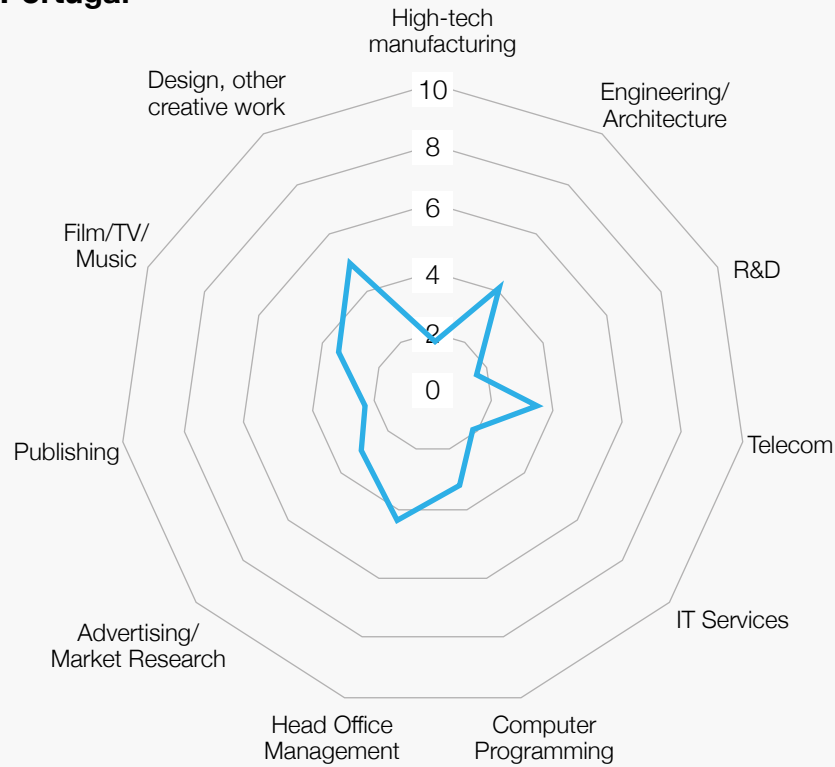 Portugal
High-tech
manufacturing
Design, other
creative work
10
Engineering/
Architecture
8
6
Film/TV/
Music
4
R&D
2
0
Publishing
Telecom
IT Services
Advertising/
Market Research
Head Office
Management
Computer
Programming